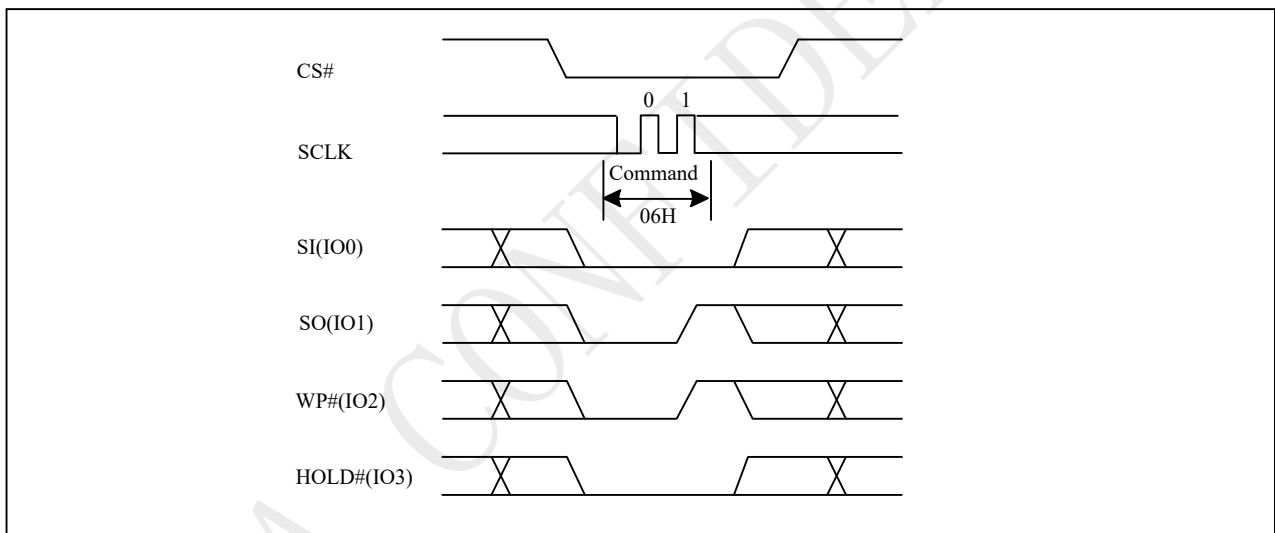 CS#
0 1
SCLK
Command
06H
SI(IO0)
SO(IO1)
WP#(IO2)
HOLD#(IO3)